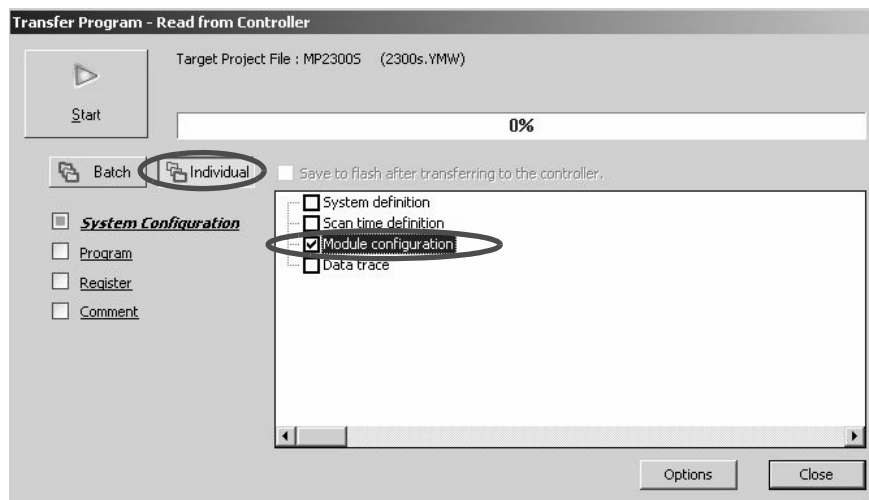 Transfer Program - Read from Controller
Target Project File : MP2300S (2300s.YMW)
Start
0%
Batch
Individual
Save to flash after transferring to the controller.
System definition
System Configuration
Scan time definition
Module configuration
Program
Data trace
Register
Comment
Options
Close